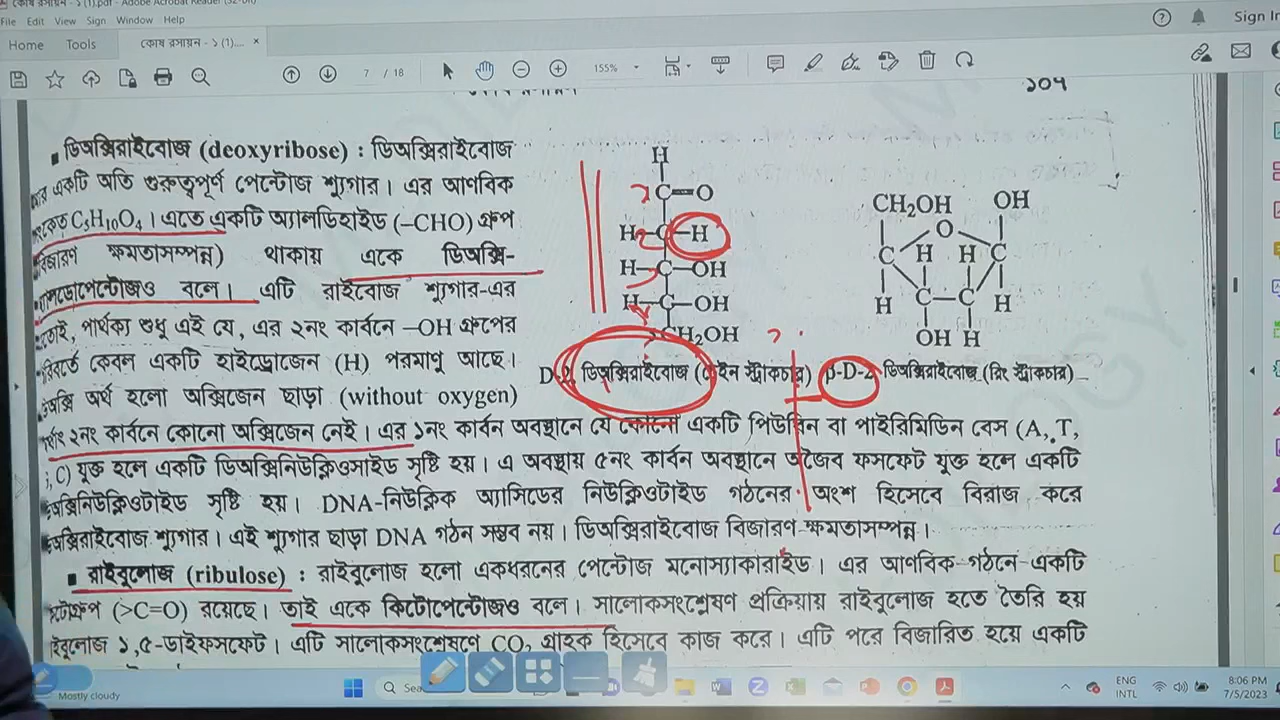 File Edit View Sign Window Help
Home Tools কোষ রসায়ন - ১ (1).... ×
Sign In
7 / 18 155%
১০৭
ডিঅক্সিরাইবোজ (deoxyribose) : ডিঅক্সিরাইবোজ
একটি অতি গুরুত্বপূর্ণ পেন্টোজ শ্যুগার। এর আণবিক
C₅H₁₀O₄। এতে একটি অ্যালডিহাইড (–CHO) গ্রুপ
ক্ষমতাসম্পন্ন) থাকায় একে ডিঅক্সি-
বলে। এটি রাইবোজ শ্যুগার-এর
পার্থক্য শুধু এই যে, এর ২নং কার্বনে –OH গ্রুপের
কেবল একটি হাইড্রোজেন (H) পরমাণু আছে।
অর্থ হলো অক্সিজেন ছাড়া (without oxygen)
২নং কার্বনে কোনো অক্সিজেন নেই। এর ১নং কার্বন অবস্থানে যে কোনো একটি পিউরিন বা পাইরিমিডিন বেস (A, T,
C) যুক্ত হলে একটি ডিঅক্সিনিউক্লিওসাইড সৃষ্টি হয়। এ অবস্থায় ৫নং কার্বন অবস্থানে অজৈব ফসফেট যুক্ত হলে একটি
সৃষ্টি হয়। DNA-নিউক্লিক অ্যাসিডের নিউক্লিওটাইড গঠনের অংশ হিসেবে বিরাজ করে
শ্যুগার। এই শ্যুগার ছাড়া DNA গঠন সম্ভব নয়। ডিঅক্সিরাইবোজ বিজারণ-ক্ষমতাসম্পন্ন।
রাইবুলোজ (ribulose) : রাইবুলোজ হলো একধরনের পেন্টোজ মনোস্যাকারাইড। এর আণবিক গঠনে একটি
(>C=O) রয়েছে। তাই একে কিটোপেন্টোজও বলে। সালোকসংশ্লেষণ প্রক্রিয়ায় রাইবুলোজ হতে তৈরি হয়
১,৫-ডাইফসফেট। এটি সালোকসংশ্লেষণে CO₂ গ্রাহক হিসেবে কাজ করে। এটি পরে বিজারিত হয়ে একটি
H
C=O
H–C–H
H–C–OH
H–C–OH
CH₂OH
D-2 ডিঅক্সিরাইবোজ (চেইন স্ট্রাকচার)
CH₂OH OH
O
C H H C
H C–C H
OH H
β-D-2 ডিঅক্সিরাইবোজ (রিং স্ট্রাকচার)
Mostly cloudy
Sea
ENG
INTL
8:06 PM
7/5/2023